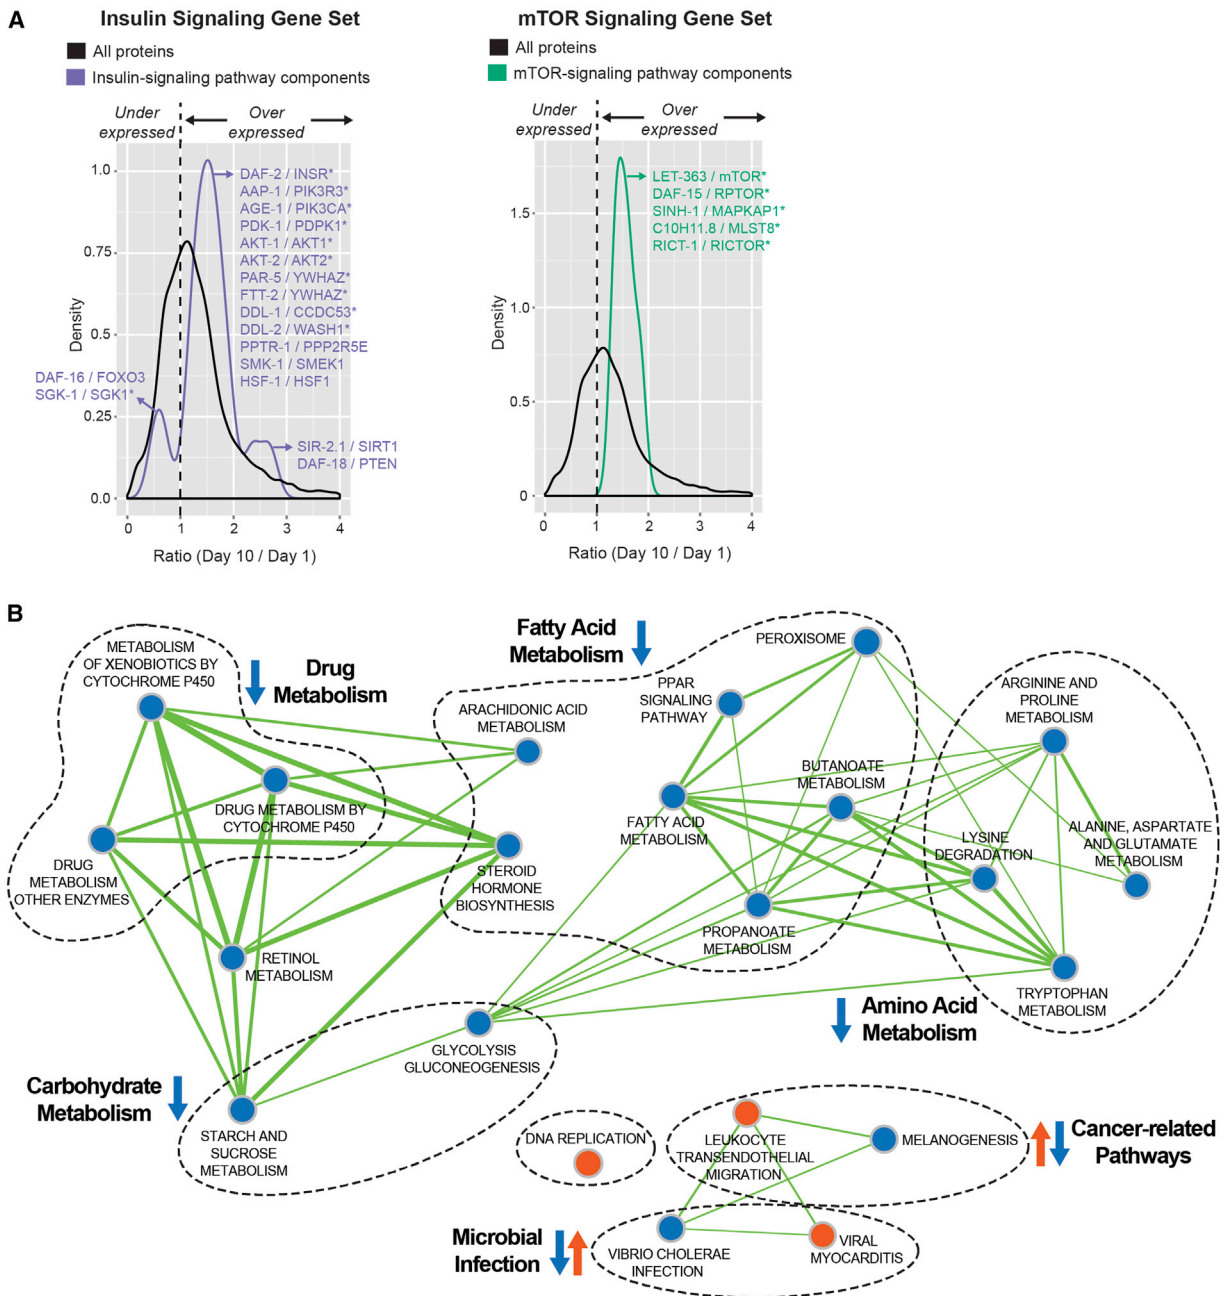 A
Insulin Signaling Gene Set
All proteins
Insulin-signaling pathway components
Under
expressed
Over
expressed
1.0
0.75
0.5
0.25
0.0
Density
DAF-2 / INSR*
AAP-1 / PIK3R3*
AGE-1 / PIK3CA*
PDK-1 / PDPK1*
AKT-1 / AKT1*
AKT-2 / AKT2*
PAR-5 / YWHAZ*
FTT-2 / YWHAZ*
DDL-1 / CCDC53*
DDL-2 / WASH1*
PPTR-1 / PPP2R5E
SMK-1 / SMEK1
HSF-1 / HSF1
DAF-16 / FOXO3
SGK-1 / SGK1*
SIR-2.1 / SIRT1
DAF-18 / PTEN
0 1 2 3 4
Ratio (Day 10 / Day 1)
mTOR Signaling Gene Set
All proteins
mTOR-signaling pathway components
Under
expressed
Over
expressed
1.5
1.0
0.5
0
Density
LET-363 / mTOR*
DAF-15 / RPTOR*
SINH-1 / MAPKAP1*
C10H11.8 / MLST8*
RICT-1 / RICTOR*
0 1 2 3 4
Ratio (Day 10 / Day 1)
B
METABOLISM
OF XENOBIOTICS BY
CYTOCHROME P450
Drug
Metabolism
DRUG METABOLISM BY
CYTOCHROME P450
DRUG
METABOLISM
OTHER ENZYMES
RETINOL
METABOLISM
Fatty Acid
Metabolism
ARACHIDONIC ACID
METABOLISM
STEROID
HORMONE
BIOSYNTHESIS
PEROXISOME
PPAR
SIGNALING
PATHWAY
FATTY ACID
METABOLISM
BUTANOATE
METABOLISM
PROPANOATE
METABOLISM
ARGININE AND
PROLINE
METABOLISM
LYSINE
DEGRADATION
ALANINE, ASPARTATE
AND GLUTAMATE
METABOLISM
TRYPTOPHAN
METABOLISM
Amino Acid
Metabolism
GLYCOLYSIS
GLUCONEOGENESIS
Carbohydrate
Metabolism
STARCH AND
SUCROSE
METABOLISM
DNA REPLICATION
LEUKOCYTE
TRANSENDOTHELIAL
MIGRATION
MELANOGENESIS
Cancer-related
Pathways
Microbial
Infection
VIBRIO CHOLERAE
INFECTION
VIRAL
MYOCARDITIS